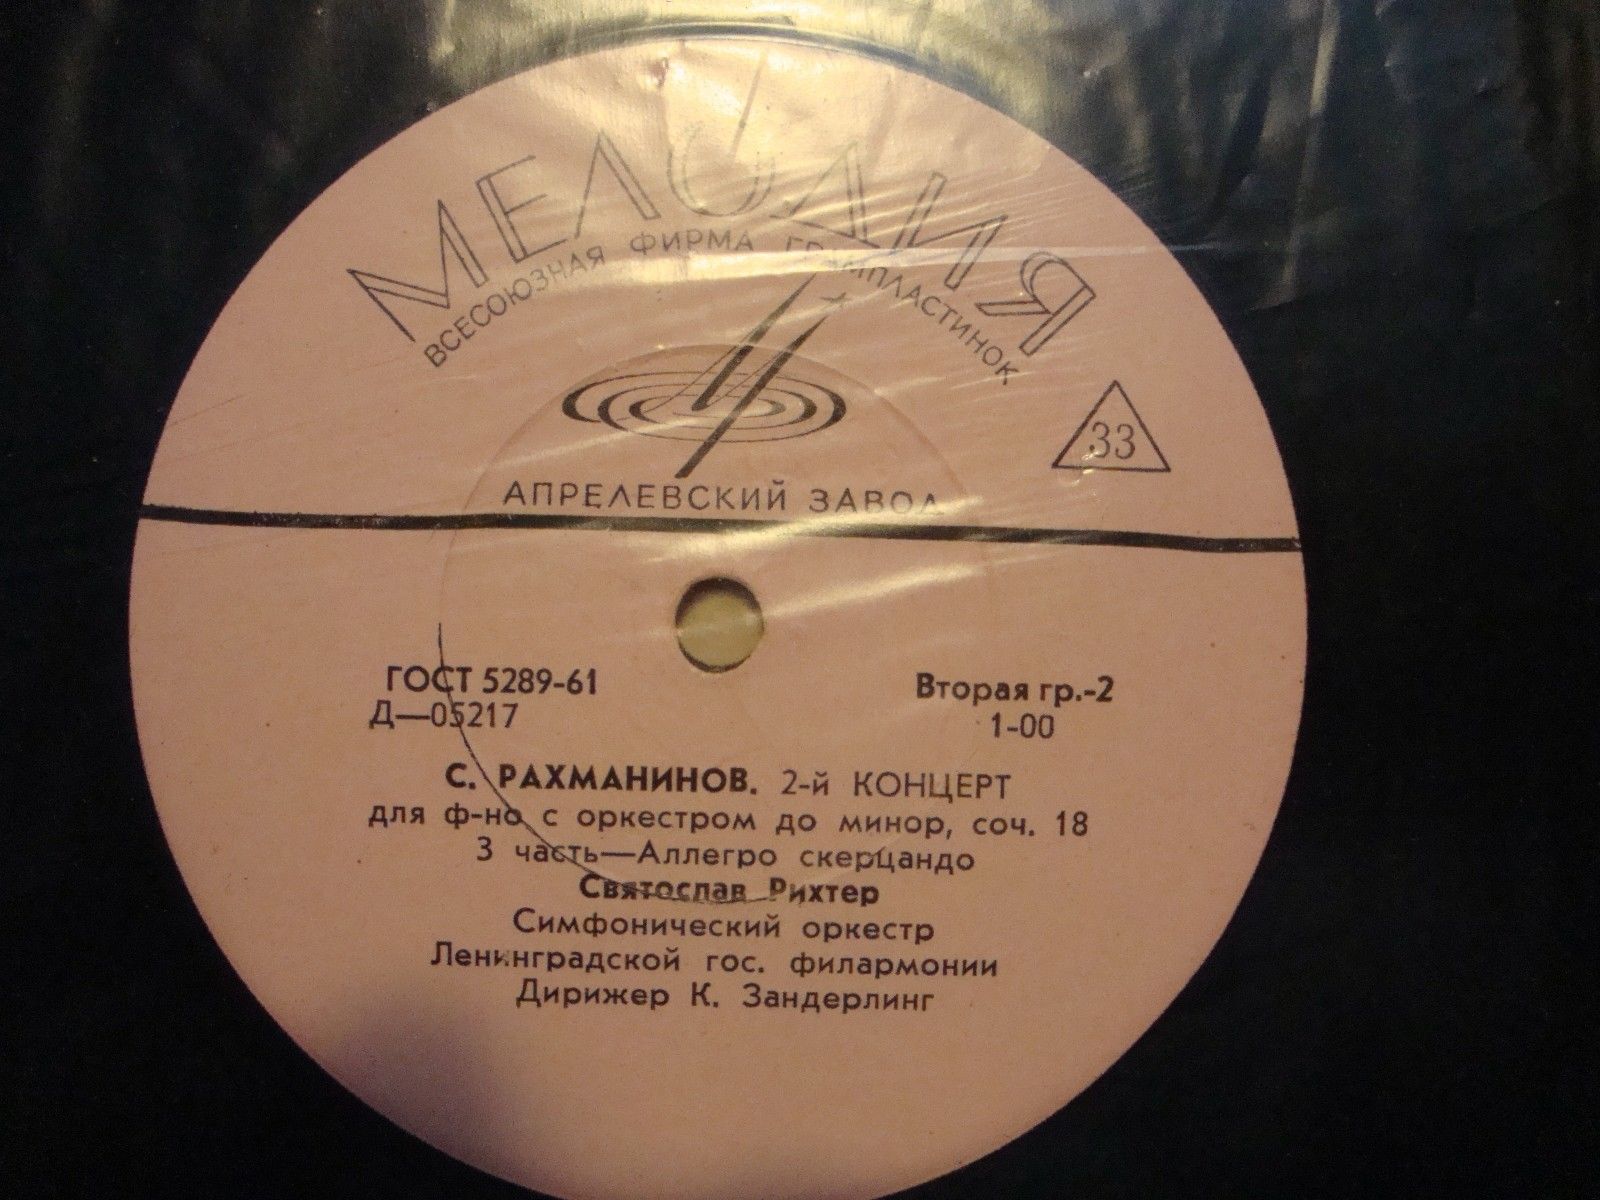 МЕЛОДИЯ
ВСЕСОЮЗНАЯ ФИРМА ГРАМПЛАСТИНОК
33
АПРЕЛЕВСКИЙ ЗАВОД
ГОСТ 5289-61
Вторая гр.-2
Д—05217
1-00
С. РАХМАНИНОВ. 2-й КОНЦЕРТ
для ф-но с оркестром до минор, соч. 18
3 часть—Аллегро скерцандо
Святослав Рихтер
Симфонический оркестр
Ленинградской гос. филармонии
Дирижер К. Зандерлинг